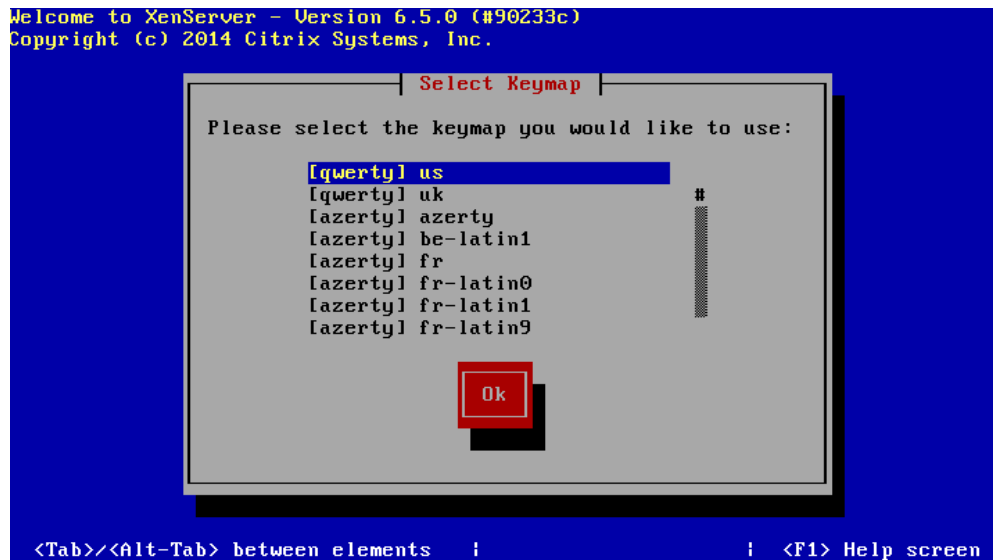 Welcome to XenServer - Version 6.5.0 (#90233c)
Copyright (c) 2014 Citrix Systems, Inc.
Select Keymap
Please select the keymap you would like to use:
[qwerty] us
[qwerty] uk #
[azerty] azerty
[azerty] be-latin1
[azerty] fr
[azerty] fr-latin0
[azerty] fr-latin1
[azerty] fr-latin9
Ok
<Tab>/<Alt-Tab> between elements | | <F1> Help screen